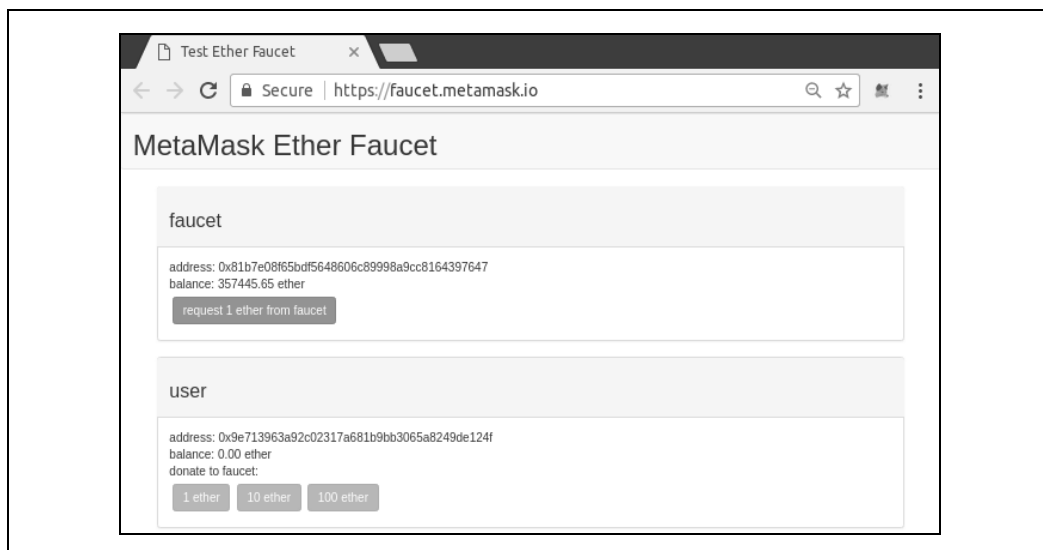 Test Ether Faucet
Secure | https://faucet.metamask.io
MetaMask Ether Faucet
faucet
address: 0x81b7e08f65bdf5648606c89998a9cc8164397647
balance: 357445.65 ether
request 1 ether from faucet
user
address: 0x9e713963a92c02317a681b9bb3065a8249de124f
balance: 0.00 ether
donate to faucet:
1 ether 10 ether 100 ether